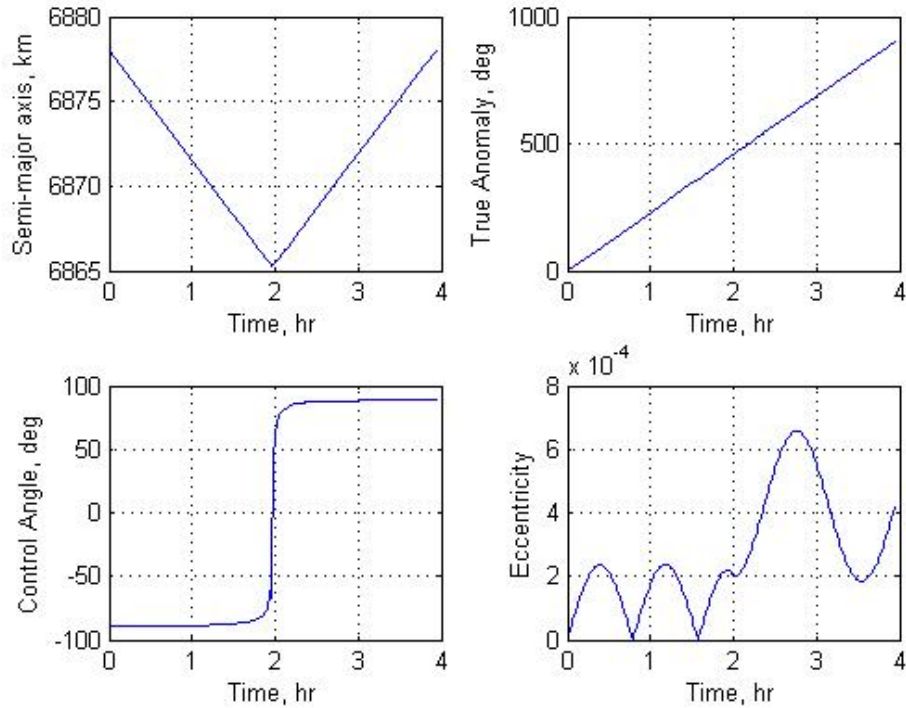 6880
6875
6870
6865
Semi-major axis, km
0 1 2 3 4
Time, hr
1000
500
0
True Anomaly, deg
0 1 2 3 4
Time, hr
100
50
0
-50
-100
Control Angle, deg
0 1 2 3 4
Time, hr
x 10^-4
8
6
4
2
0
Eccentricity
0 1 2 3 4
Time, hr